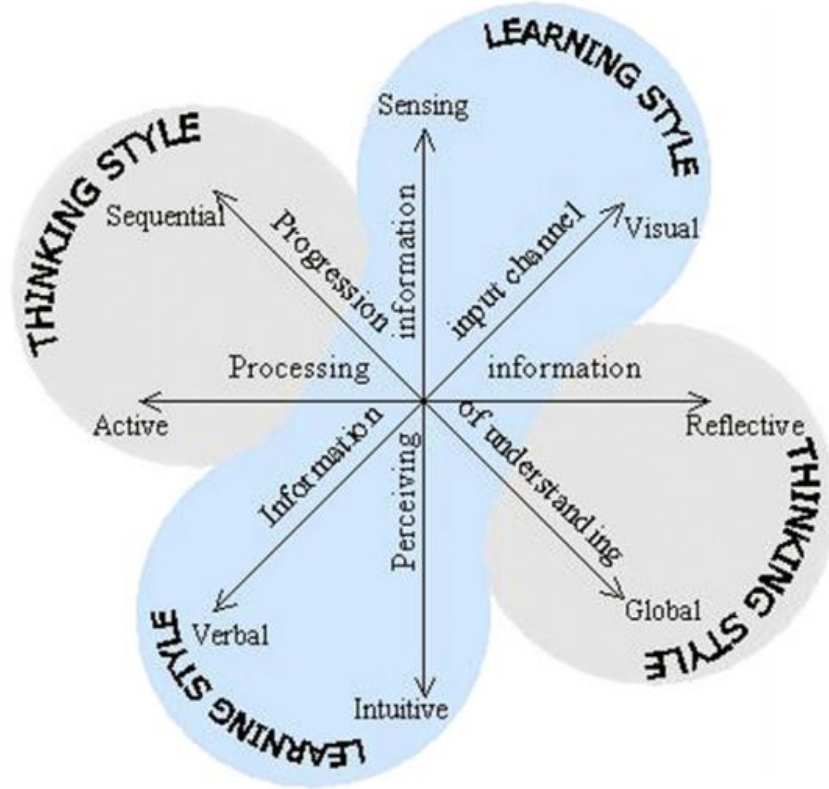 LEARNING STYLE
Sensing
THINKING STYLE
Sequential
Visual
Progression
information
input channel
Processing
information
Active
Reflective
Information
Perceiving
of understanding
THINKING STYLE
Verbal
Global
Intuitive
LEARNING STYLE